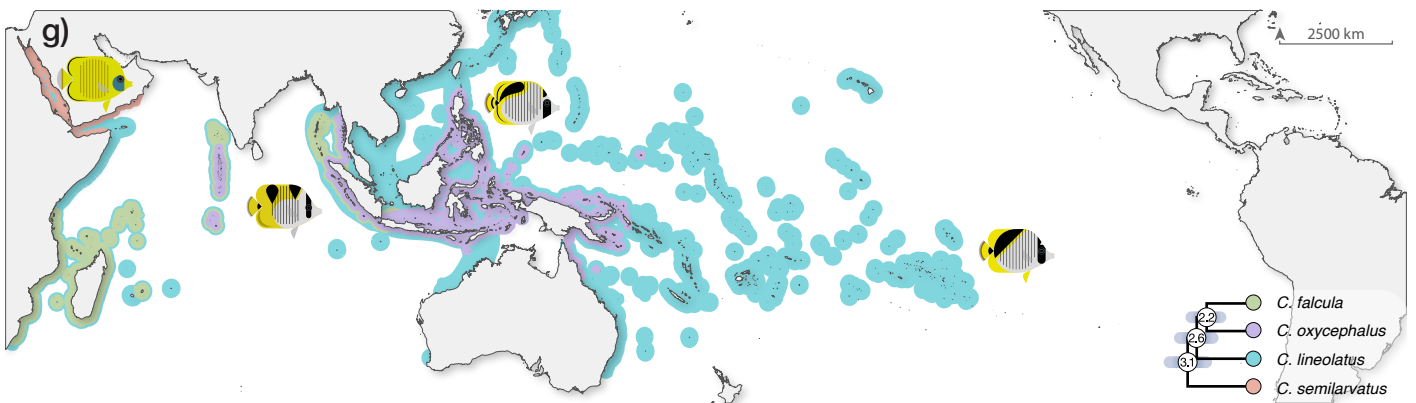 g)
2500 km
C. falcula
2.2
C. oxycephalus
2.6
C. lineolatus
3.1
C. semilarvatus